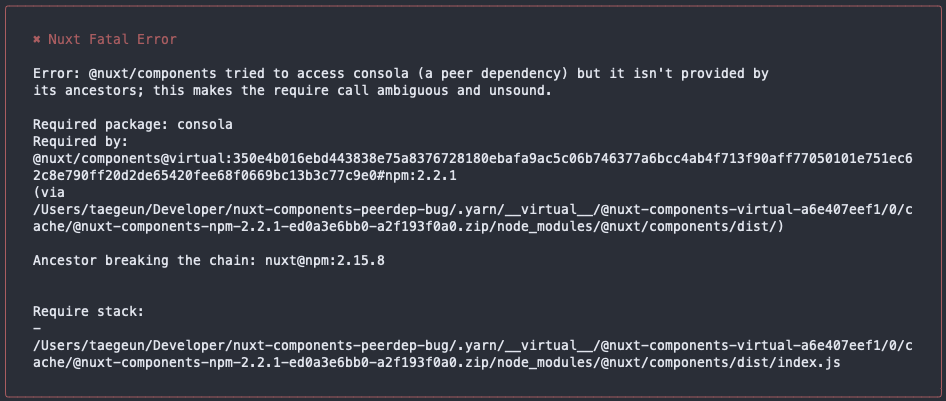 ✖ Nuxt Fatal Error
Error: @nuxt/components tried to access consola (a peer dependency) but it isn't provided by
its ancestors; this makes the require call ambiguous and unsound.
Required package: consola
Required by:
@nuxt/components@virtual:350e4b016ebd443838e75a8376728180ebafa9ac5c06b746377a6bcc4ab4f713f90aff77050101e751ec6
2c8e790ff20d2de65420fee68f0669bc13b3c77c9e0#npm:2.2.1
(via
/Users/taegeun/Developer/nuxt-components-peerdep-bug/.yarn/__virtual__/@nuxt-components-virtual-a6e407eef1/0/c
ache/@nuxt-components-npm-2.2.1-ed0a3e6bb0-a2f193f0a0.zip/node_modules/@nuxt/components/dist/)
Ancestor breaking the chain: nuxt@npm:2.15.8
Require stack:
–
/Users/taegeun/Developer/nuxt-components-peerdep-bug/.yarn/__virtual__/@nuxt-components-virtual-a6e407eef1/0/c
ache/@nuxt-components-npm-2.2.1-ed0a3e6bb0-a2f193f0a0.zip/node_modules/@nuxt/components/dist/index.js